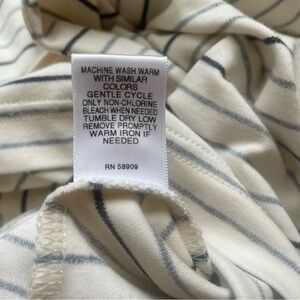 MACHINE WASH WARM
WITH SIMILAR
COLORS
GENTLE CYCLE
ONLY NON-CHLORINE
BLEACH WHEN NEEDED
TUMBLE DRY LOW
REMOVE PROMPTLY
WARM IRON IF
NEEDED
RN 58909